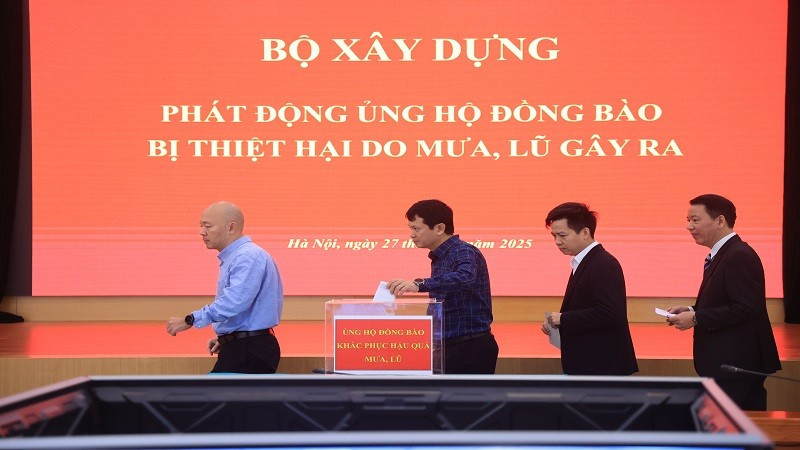 BỘ XÂY DỰNG
PHÁT ĐỘNG ỦNG HỘ ĐỒNG BÀO
BỊ THIỆT HẠI DO MƯA, LŨ GÂY RA
Hà Nội, ngày 27 thá năm 2025
ỦNG HỘ ĐỒNG BÀO
KHẮC PHỤC HẬU QUẢ
MƯA, LŨ